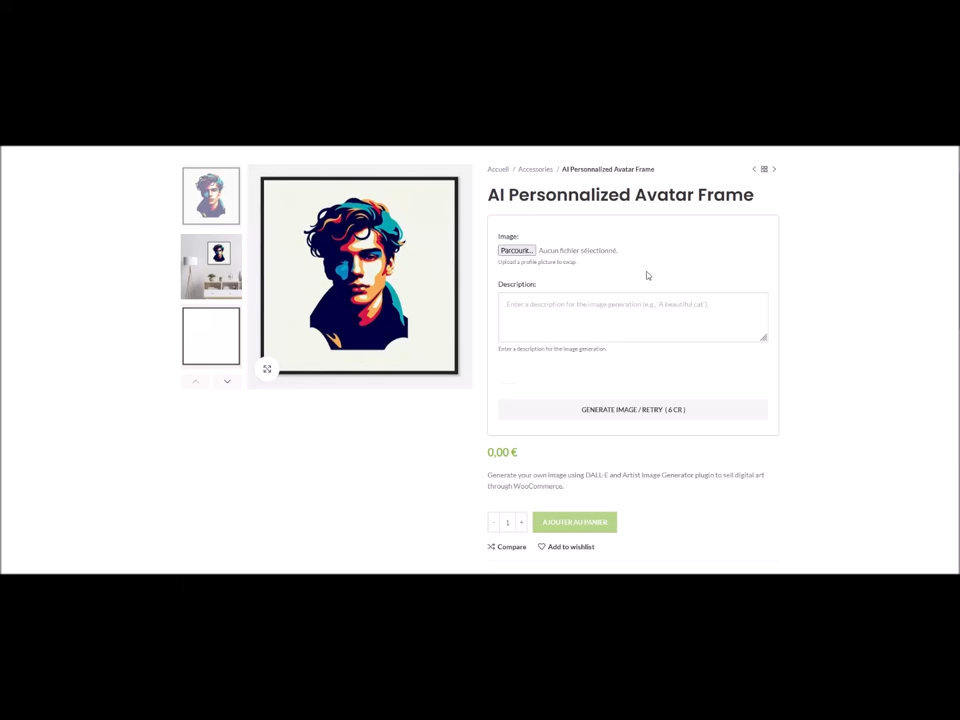 Accueil / Accessories / AI Personnalized Avatar Frame
AI Personnalized Avatar Frame
Image:
Parcourir... Aucun fichier sélectionné.
Upload a profile picture to swap.
Description:
Enter a description for the image generation (e.g., 'A beautiful cat').
Enter a description for the image generation.
GENERATE IMAGE / RETRY ( 6 CR )
0,00 €
Generate your own image using DALL·E and Artist Image Generator plugin to sell digital art
through WooCommerce.
- 1 +
AJOUTER AU PANIER
Compare
Add to wishlist